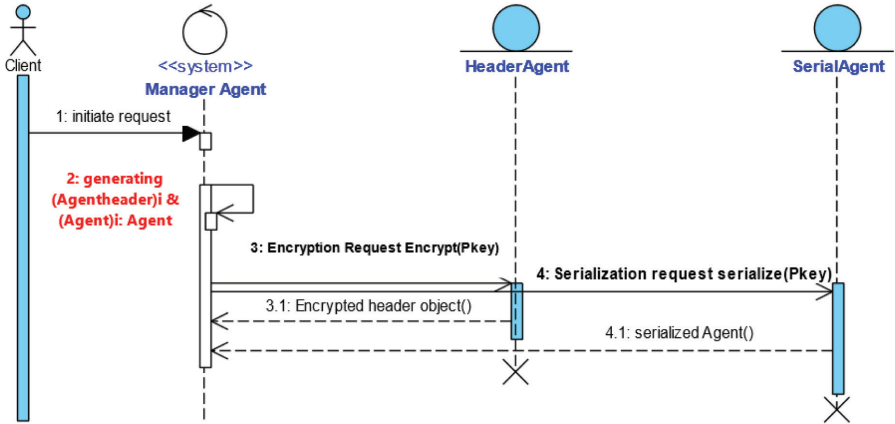 Client
<<system>>
Manager Agent
HeaderAgent
SerialAgent
1: initiate request
2: generating
(Agentheader)i &
(Agent)i: Agent
3: Encryption Request Encrypt(Pkey)
4: Serialization request serialize(Pkey)
3.1: Encrypted header object()
4.1: serialized Agent()